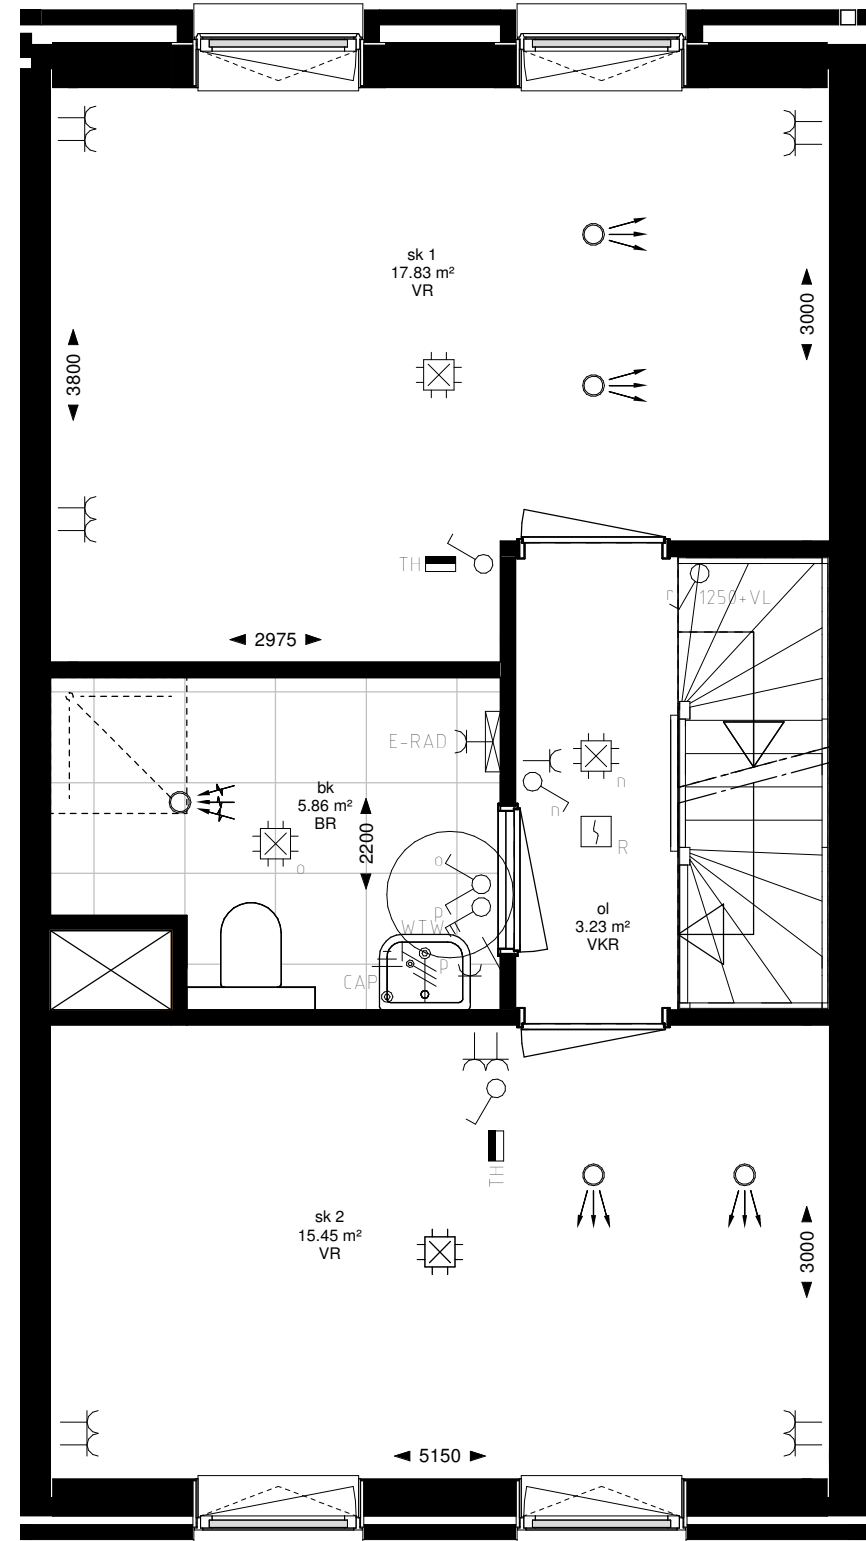 sk 1
17.83 m²
VR
3000
3800
TH
1250+VL
2975
E-RAD
bk
5.86 m²
BR
2200
o
n
n
R
o
p
WTW
p
CAP
ol
3.23 m²
VKR
TH
sk 2
15.45 m²
VR
3000
5150